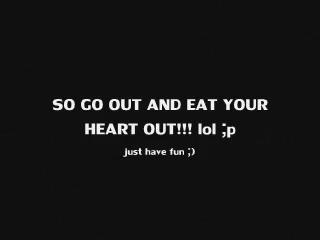 SO GO OUT AND EAT YOUR
HEART OUT!!! lol ;p
just have fun ;)